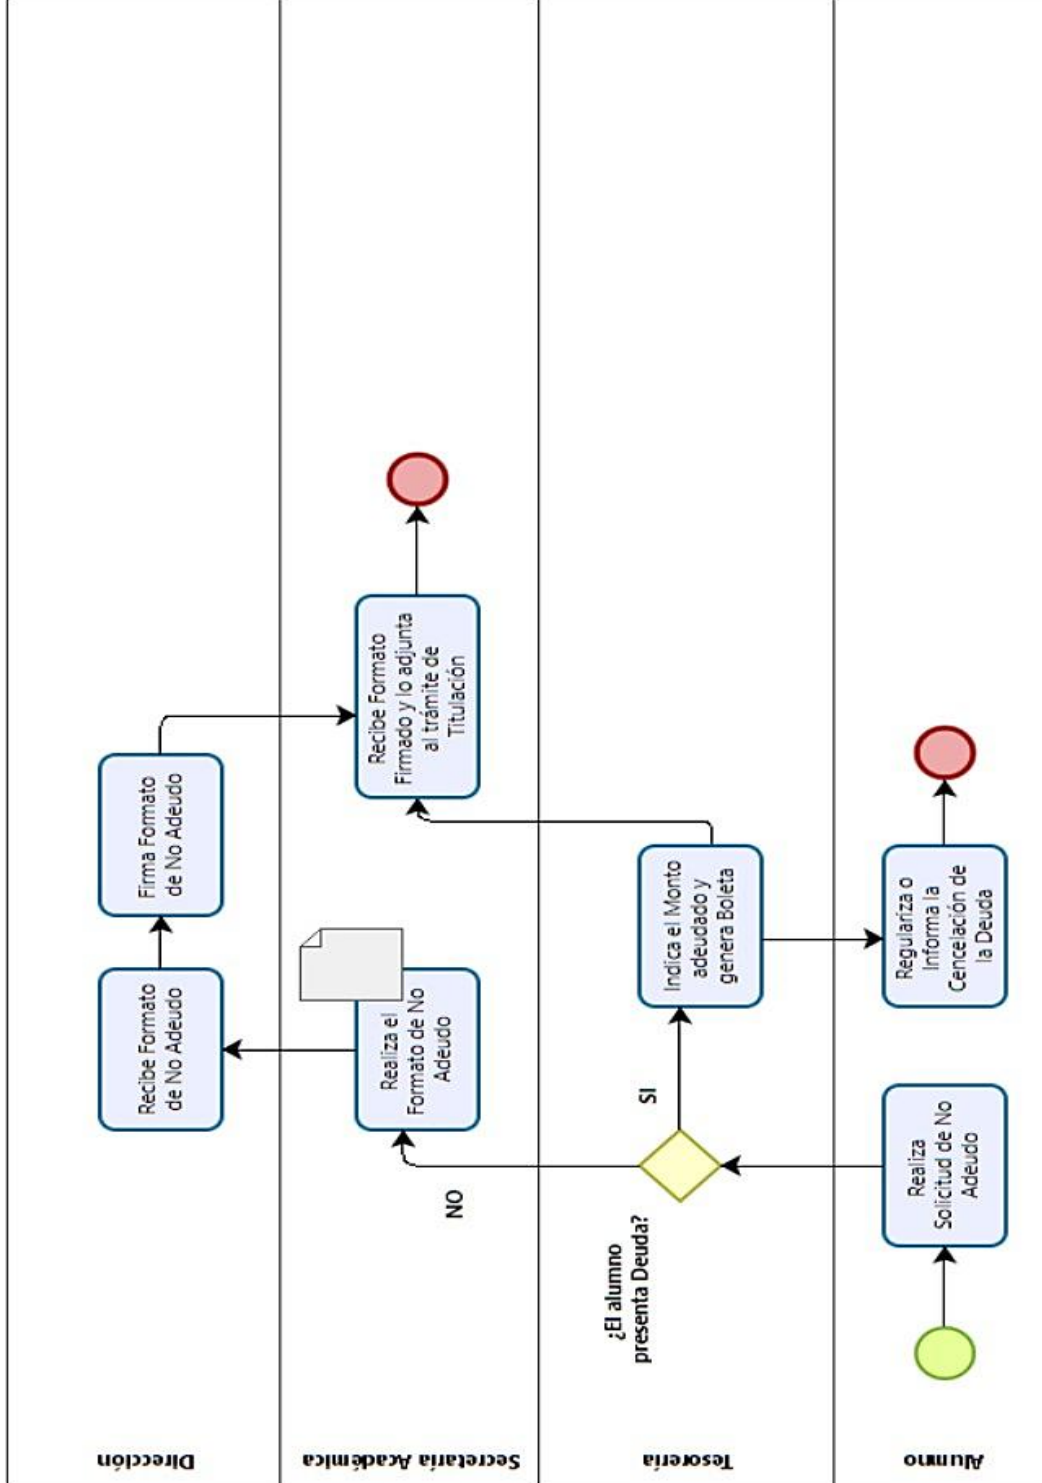 Dirección
Recibe Formato
de No Adeudo
Firma Formato
de No Adeudo
Secretaría Académica
NO
Realiza el
Formato de No
Adeudo
Recibe Formato
Firmado y lo adjunta
al trámite de
Titulación
Tesorería
¿El alumno
presenta Deuda?
SI
Indica el Monto
adeudado y
genera Boleta
Alumno
Realiza
Solicitud de No
Adeudo
Regulariza o
Informa la
Cencelación de
la Deuda